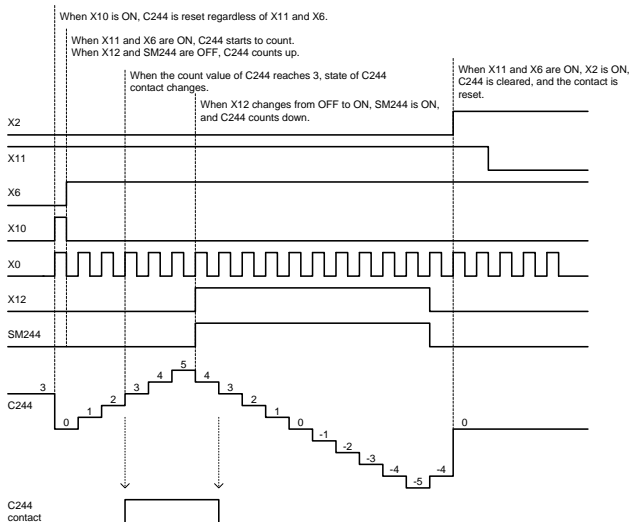 When X10 is ON, C244 is reset regardless of X11 and X6.
When X11 and X6 are ON, C244 starts to count.
When X12 and SM244 are OFF, C244 counts up.
When the count value of C244 reaches 3, state of C244
contact changes.
When X12 changes from OFF to ON, SM244 is ON,
and C244 counts down.
When X11 and X6 are ON, X2 is ON,
C244 is cleared, and the contact is
reset.
X2
X11
X6
X10
X0
X12
SM244
C244
3
0
1
2
3
4
5
4
3
2
1
0
-1
-2
-3
-4
-5
-4
0
C244
contact